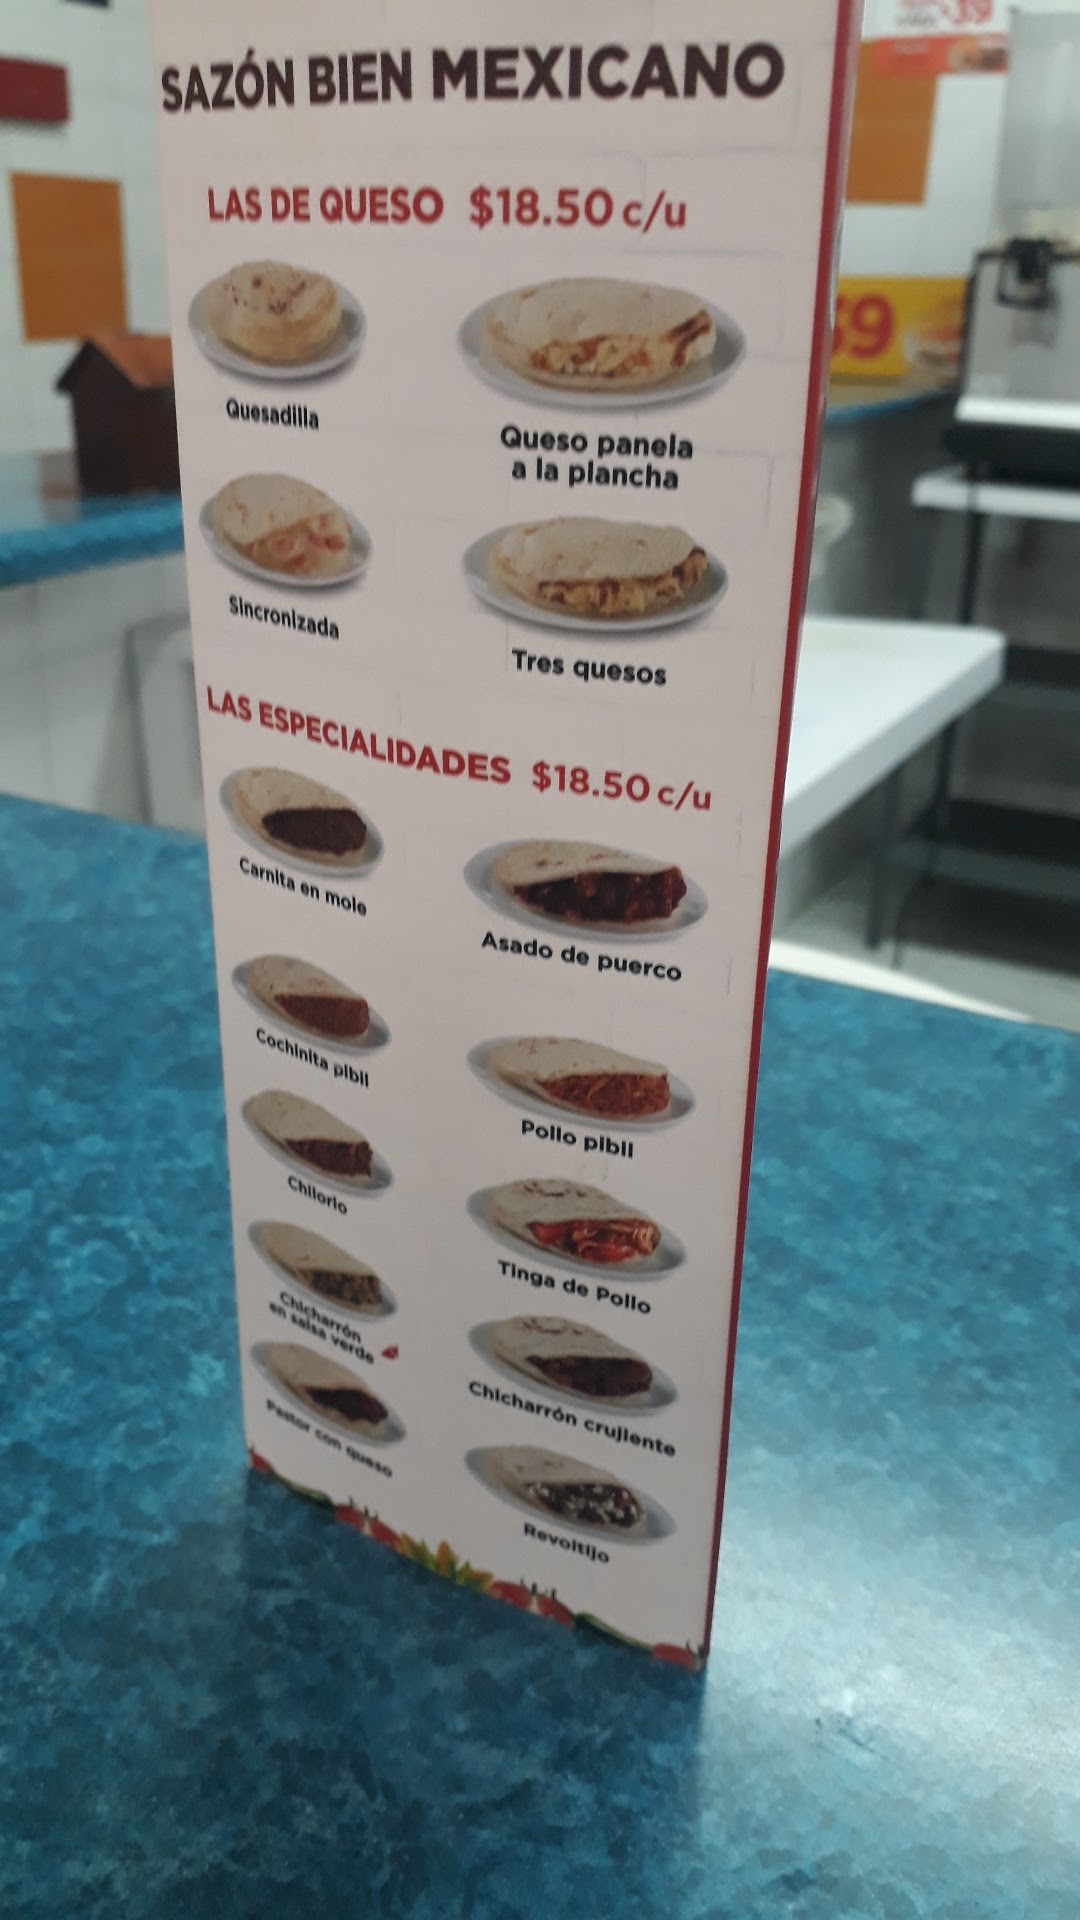 SAZÓN BIEN MEXICANO
LAS DE QUESO $18.50 c/u
Quesadilla
Queso panela
a la plancha
Sincronizada
Tres quesos
LAS ESPECIALIDADES $18.50 c/u
Carnita en mole
Asado de puerco
Cochinita pibil
Pollo pibil
Chilorio
Tinga de Pollo
Chicharrón
en salsa verde
Chicharrón crujiente
Pastor con queso
Revoltijo
39